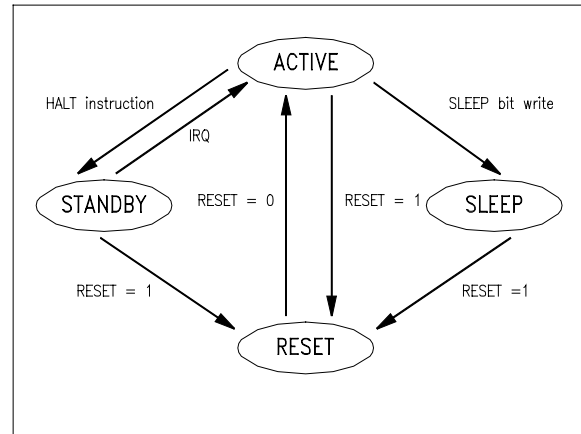 ACTIVE
HALT instruction
SLEEP bit write
IRQ
STANDBY
RESET = 0
RESET = 1
SLEEP
RESET = 1
RESET =1
RESET